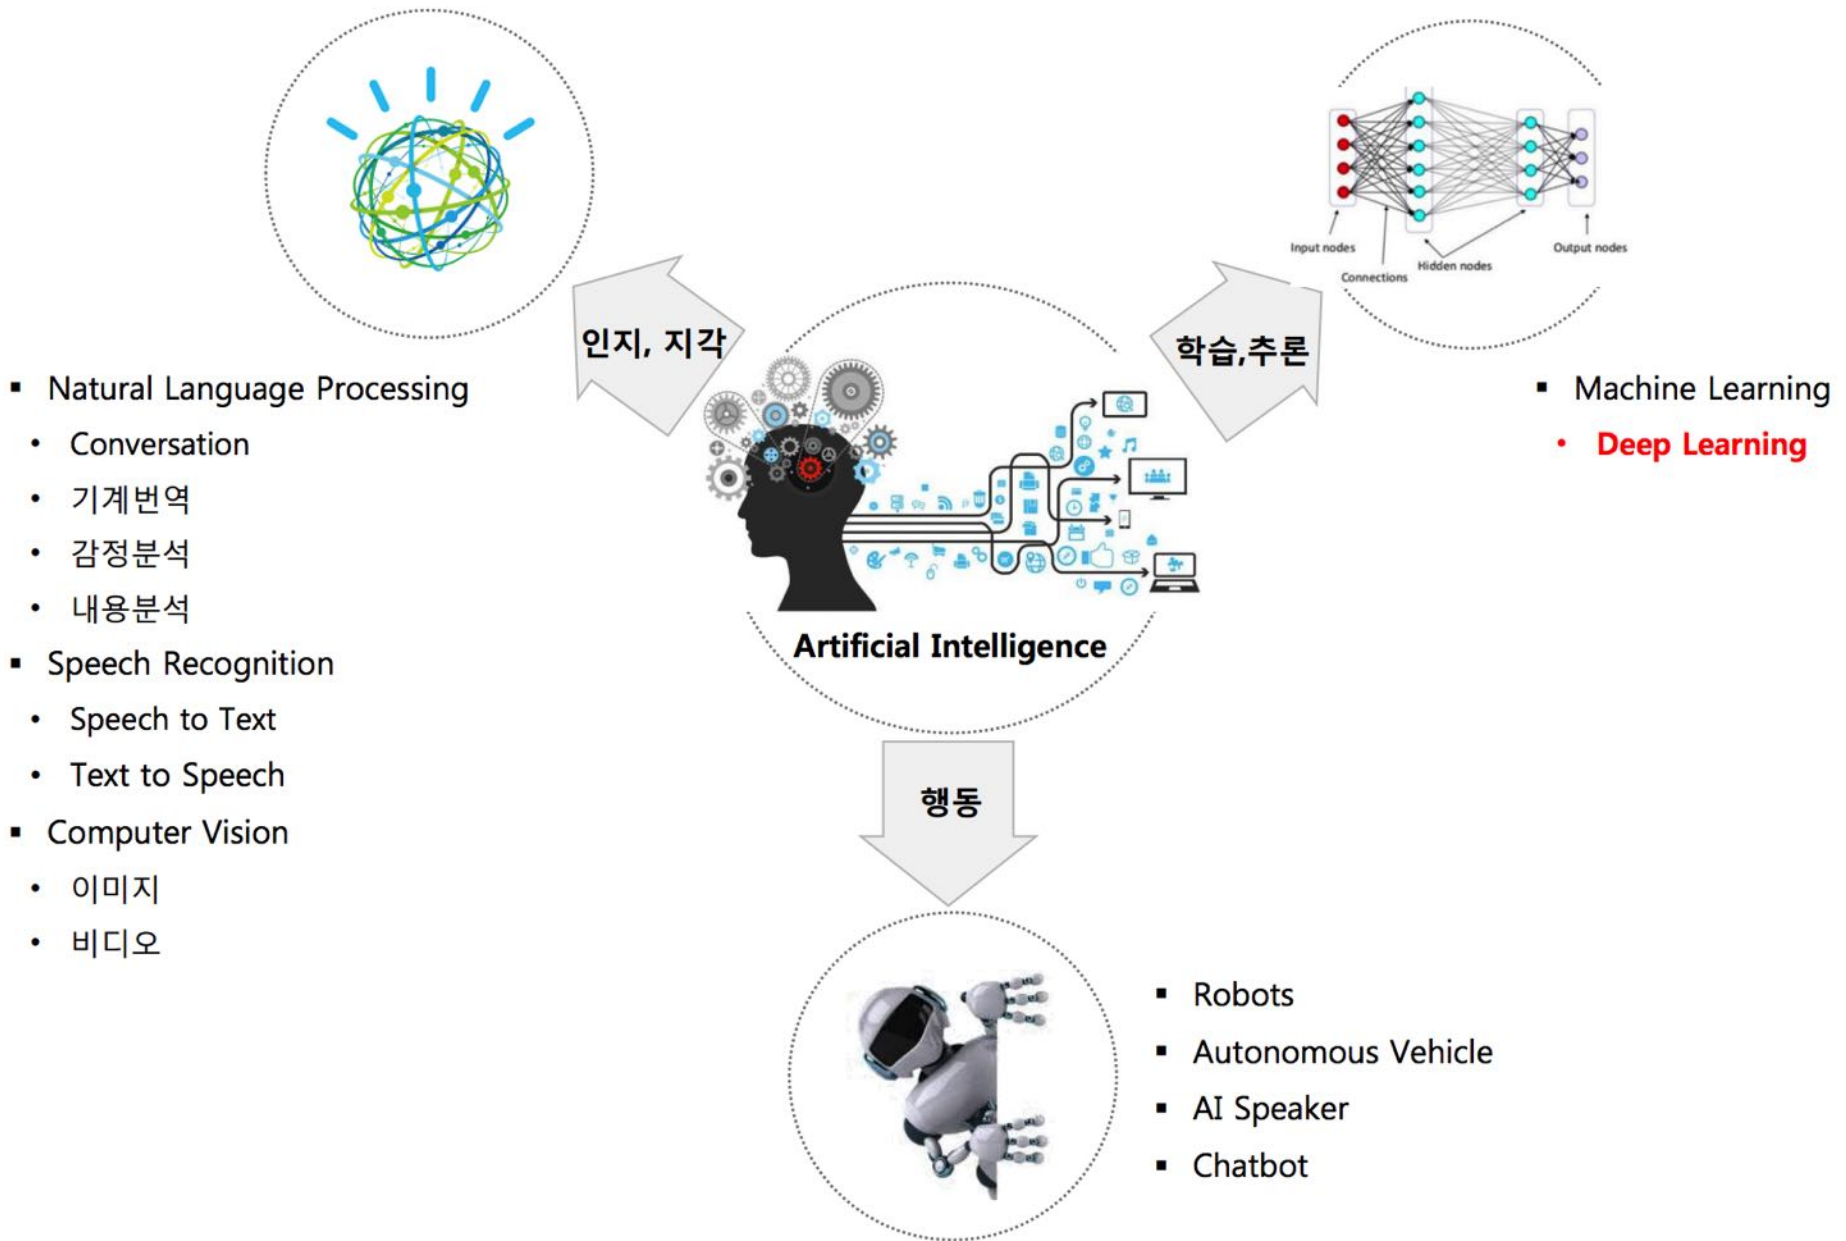 Input nodes
Connections
Hidden nodes
Output nodes
인지, 지각
학습,추론
▪ Natural Language Processing
• Conversation
• 기계번역
• 감정분석
• 내용분석
▪ Speech Recognition
• Speech to Text
• Text to Speech
▪ Computer Vision
• 이미지
• 비디오
▪ Machine Learning
• Deep Learning
Artificial Intelligence
행동
▪ Robots
▪ Autonomous Vehicle
▪ AI Speaker
▪ Chatbot